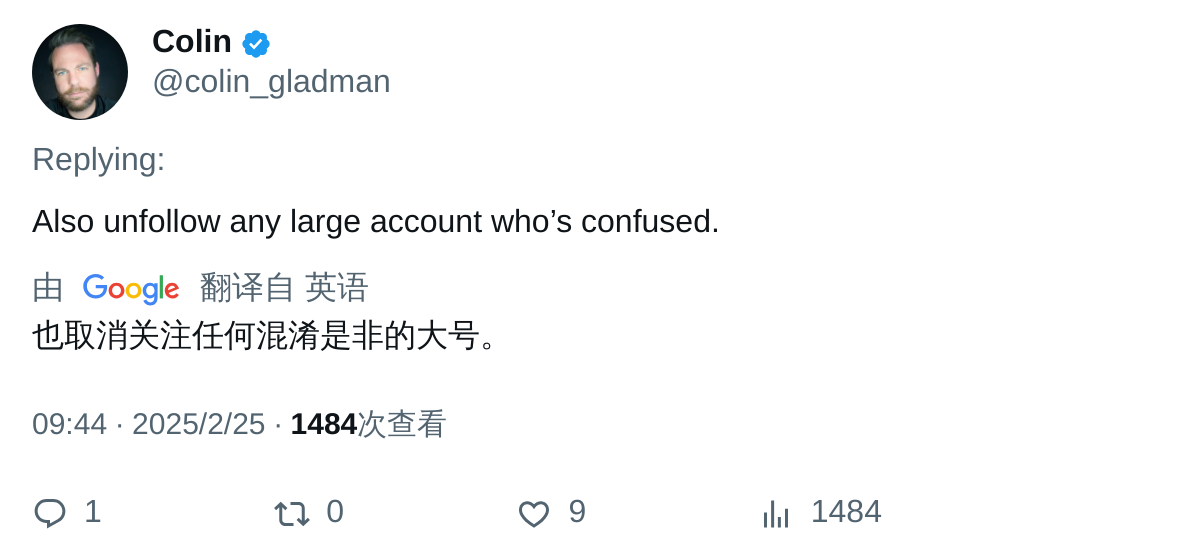 Colin
@colin_gladman
Replying:
Also unfollow any large account who’s confused.
由 Google 翻译自 英语
也取消关注任何混淆是非的大号。
09:44 · 2025/2/25 · 1484次查看
1 0 9 1484